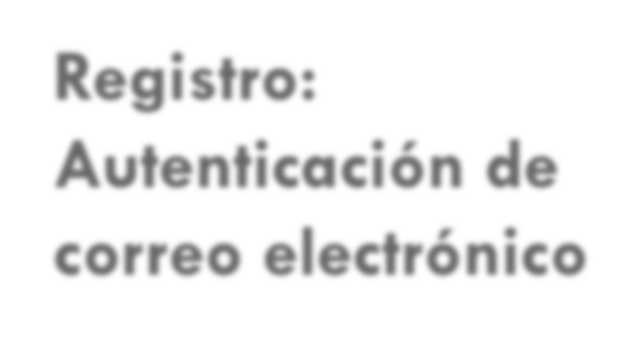 Registro:
Autenticación de
correo electrónico